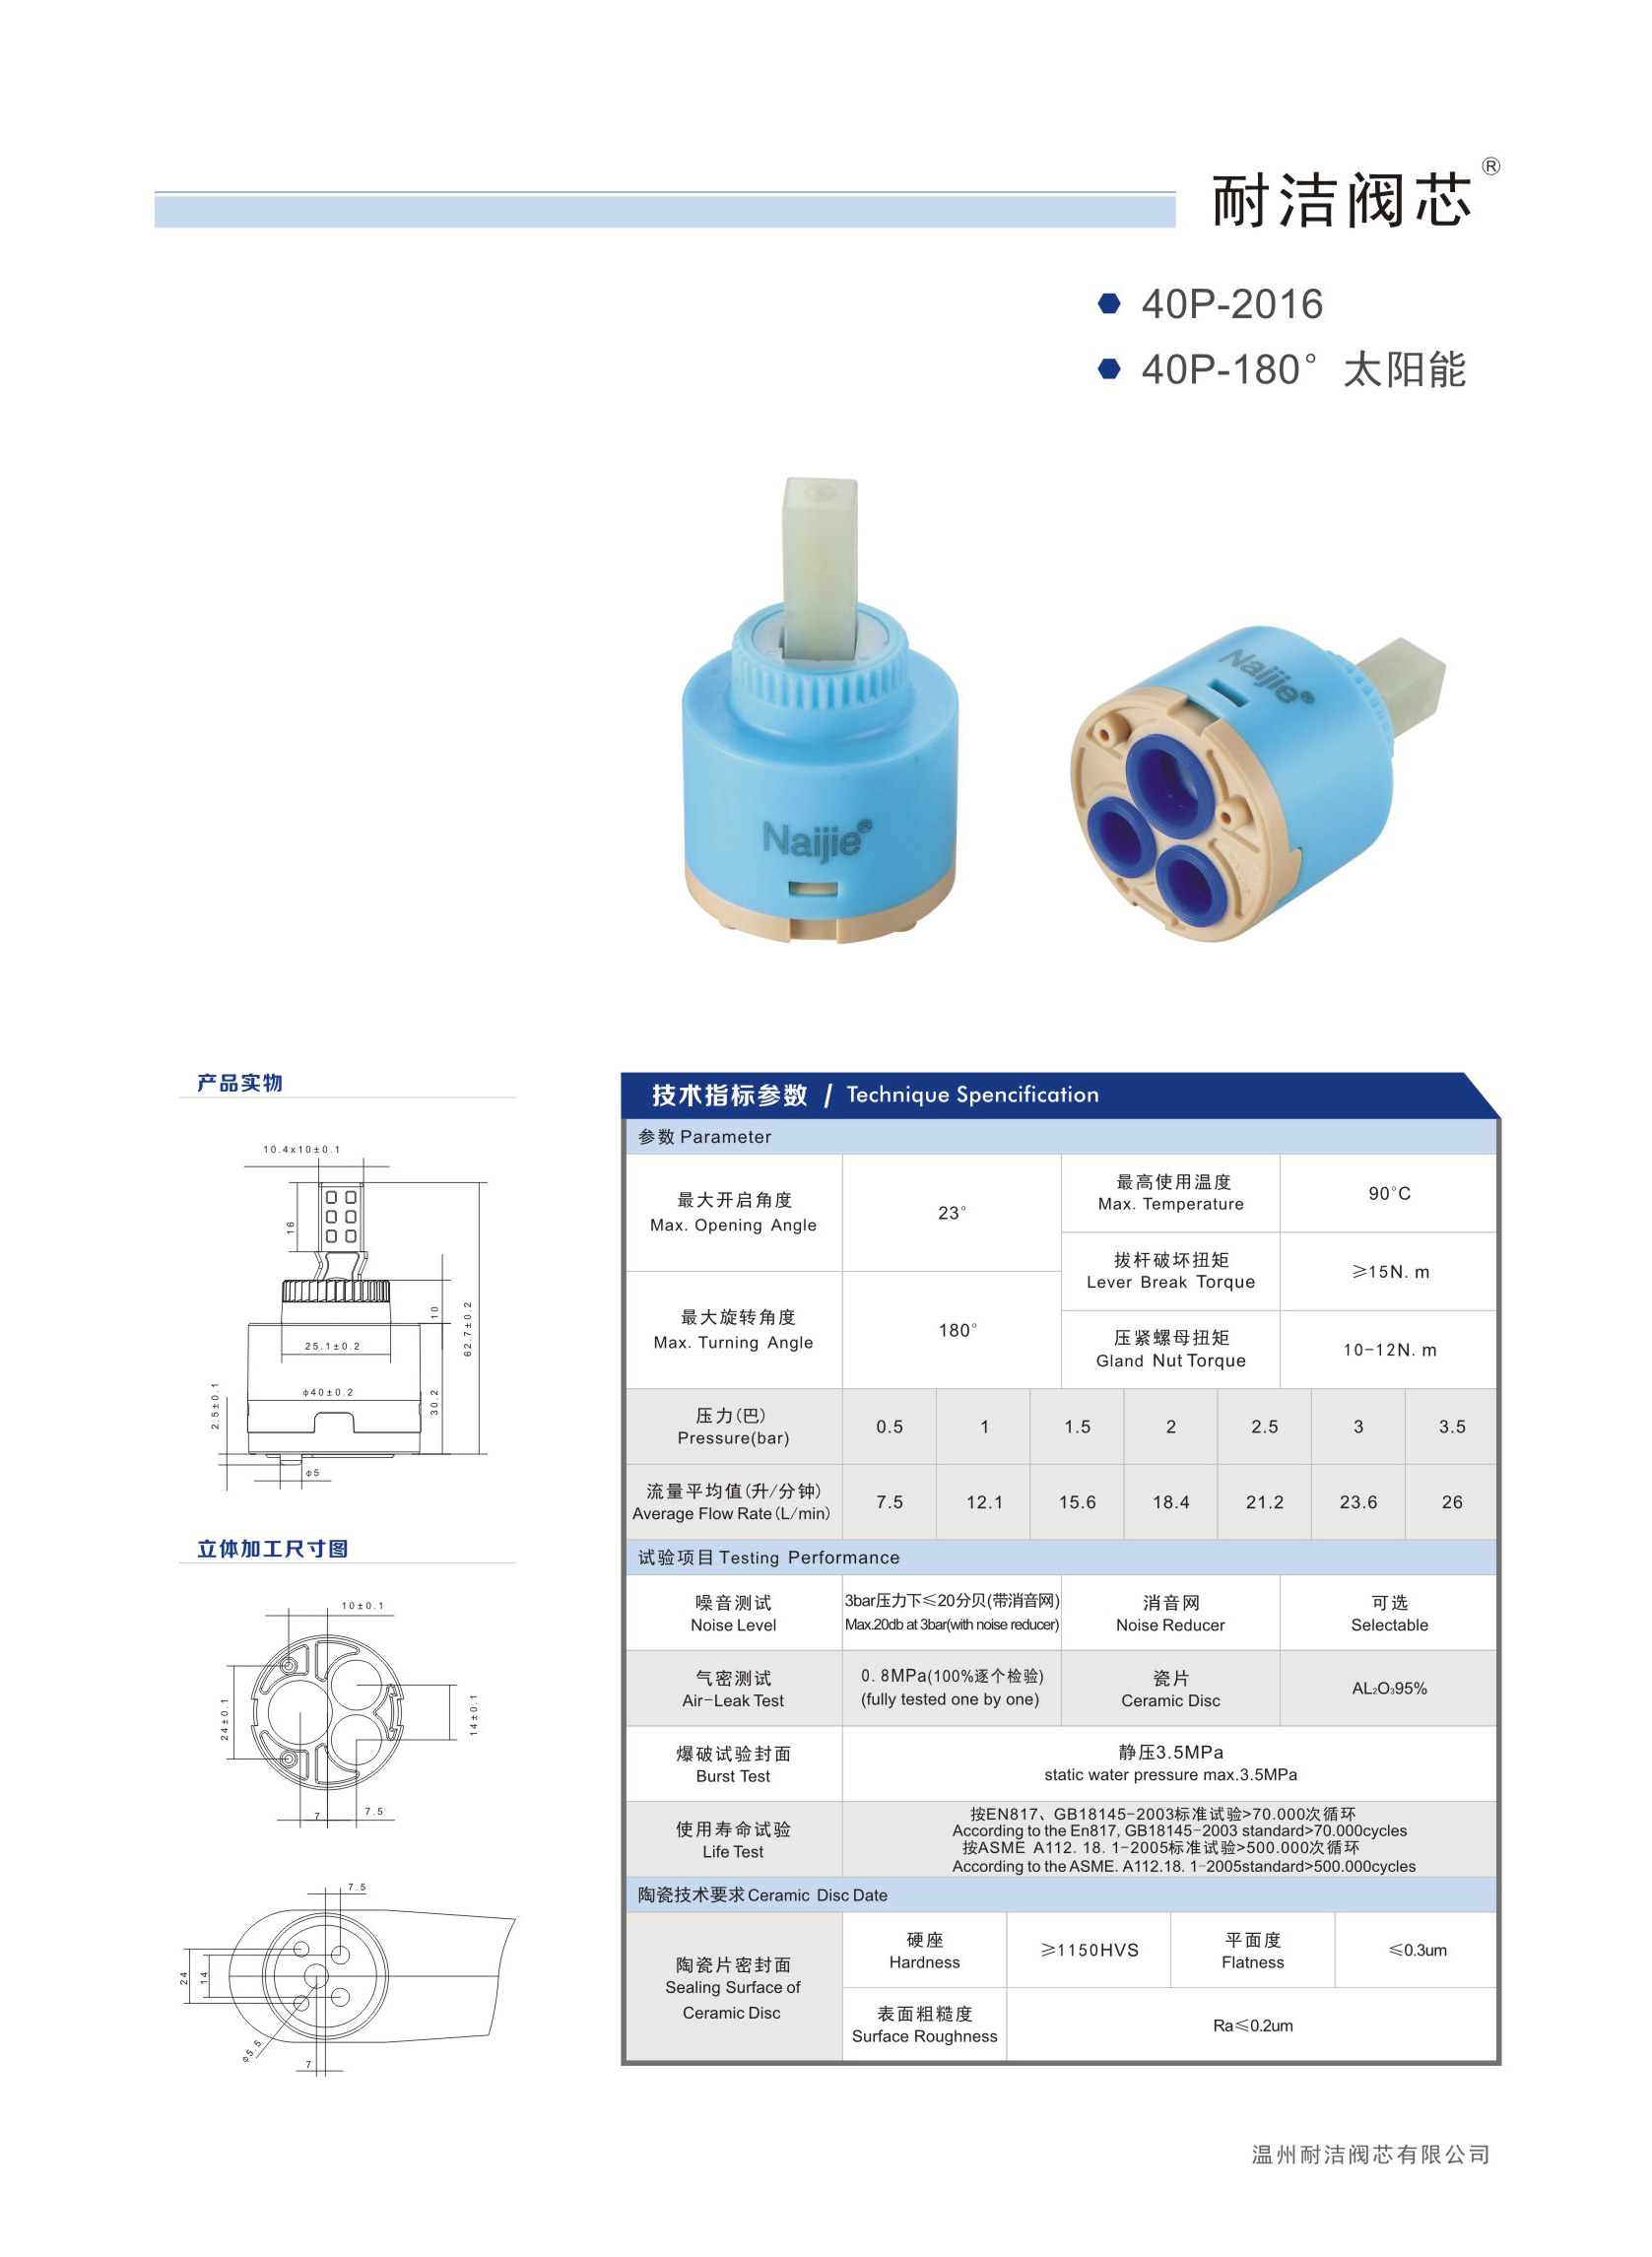 耐洁阀芯®
40P-2016
40P-180° 太阳能
Naijie®
Naijie®
产品实物
10.4x10±0.1
16
10
62.7±0.2
25.1±0.2
φ40±0.2
30.2
2.5±0.1
φ5
立体加工尺寸图
10±0.1
24±0.1
14±0.1
7
7.5
7.5
24
14
φ5.5
7
技术指标参数 / Technique Spencification
参数 Parameter
最大开启角度
Max. Opening Angle
23°
最高使用温度
Max. Temperature
90°C
拔杆破坏扭矩
Lever Break Torque
≥15N. m
最大旋转角度
Max. Turning Angle
180°
压紧螺母扭矩
Gland Nut Torque
10-12N. m
压力(巴)
Pressure(bar)
0.5 1 1.5 2 2.5 3 3.5
流量平均值(升/分钟)
Average Flow Rate(L/min)
7.5 12.1 15.6 18.4 21.2 23.6 26
试验项目 Testing Performance
噪音测试
Noise Level
3bar压力下≤20分贝(带消音网)
Max.20db at 3bar(with noise reducer)
消音网
Noise Reducer
可选
Selectable
气密测试
Air-Leak Test
0. 8MPa(100%逐个检验)
(fully tested one by one)
瓷片
Ceramic Disc
AL₂O₃95%
爆破试验封面
Burst Test
静压3.5MPa
static water pressure max.3.5MPa
使用寿命试验
Life Test
按EN817、GB18145-2003标准试验>70.000次循环
According to the En817, GB18145-2003 standard>70.000cycles
按ASME A112. 18. 1-2005标准试验>500.000次循环
According to the ASME. A112.18. 1-2005standard>500.000cycles
陶瓷技术要求 Ceramic Disc Date
陶瓷片密封面
Sealing Surface of
Ceramic Disc
硬座
Hardness
≥1150HVS
平面度
Flatness
≤0.3um
表面粗糙度
Surface Roughness
Ra≤0.2um
温州耐洁阀芯有限公司